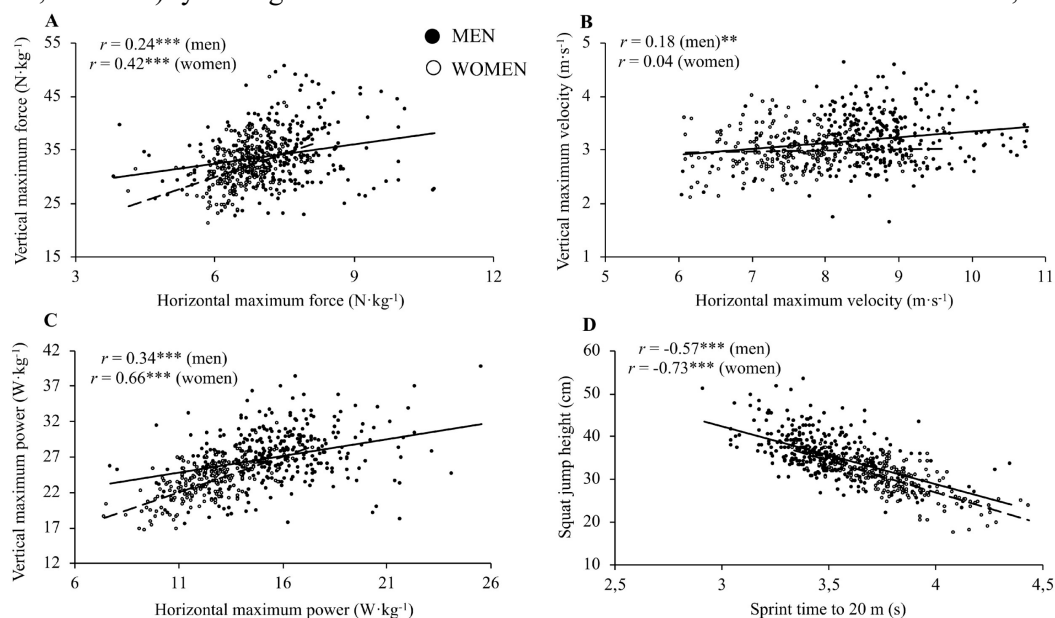 A
r = 0.24*** (men)
r = 0.42*** (women)
MEN
WOMEN
Vertical maximum force (N·kg-1)
55
45
35
25
15
3
6
9
12
Horizontal maximum force (N·kg-1)
B
r = 0.18 (men)**
r = 0.04 (women)
Vertical maximum velocity (m·s-1)
5
4
3
2
1
5
6
7
8
9
10
11
Horizontal maximum velocity (m·s-1)
C
r = 0.34*** (men)
r = 0.66*** (women)
Vertical maximum power (W·kg-1)
42
37
32
27
22
17
12
6
11
16
21
26
Horizontal maximum power (W·kg-1)
D
r = -0.57*** (men)
r = -0.73*** (women)
Squat jump height (cm)
60
50
40
30
20
10
2,5
3
3,5
4
4,5
Sprint time to 20 m (s)